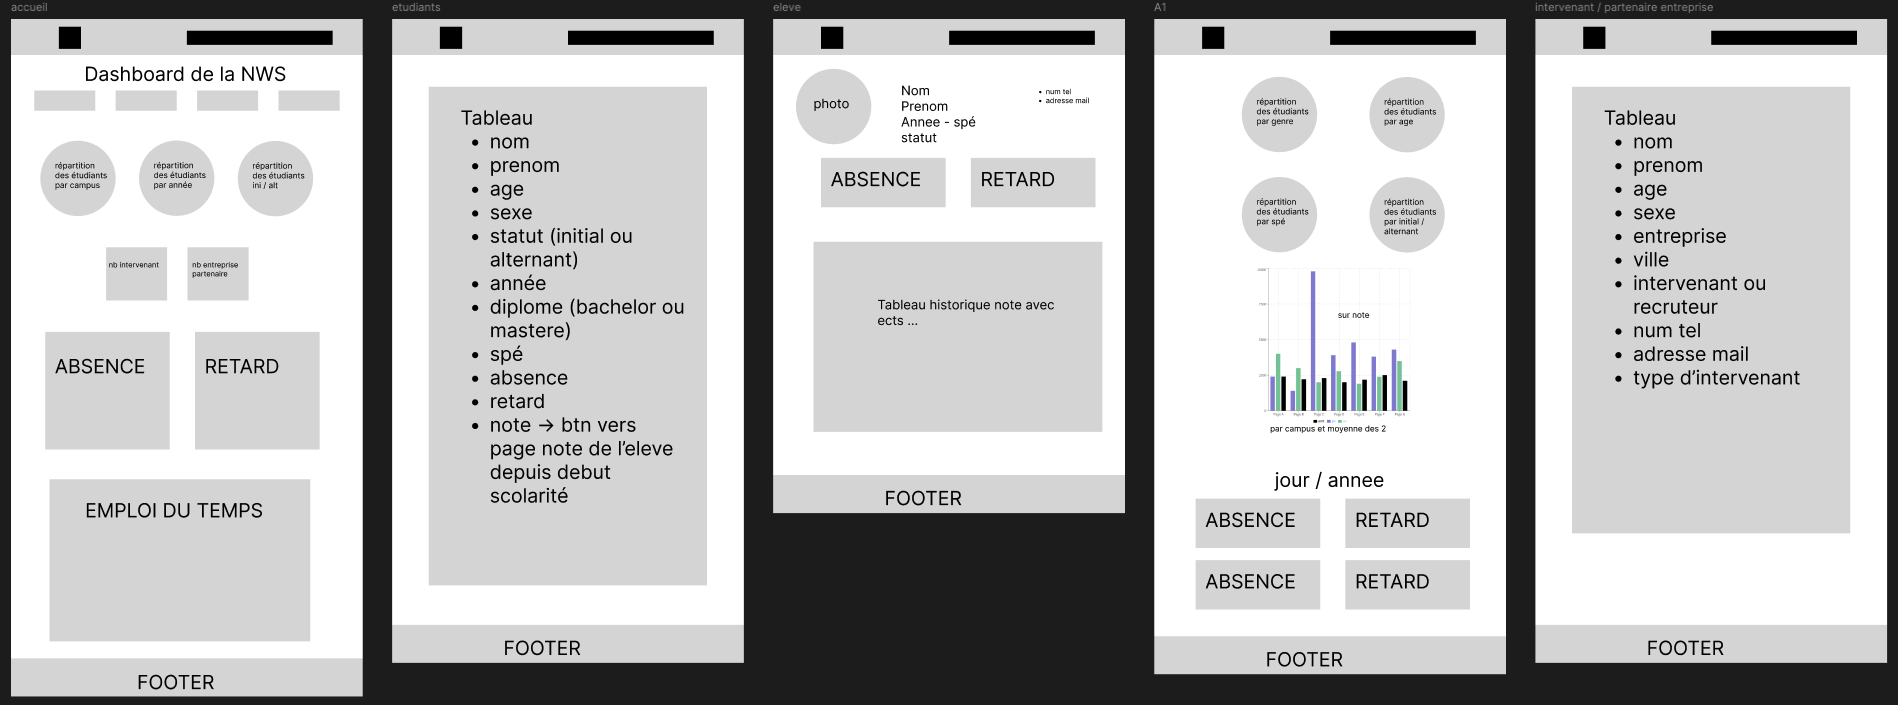 accueil
Dashboard de la NWS
répartition
des étudiants
par campus
répartition
des étudiants
par année
répartition
des étudiants
ini / alt
nb intervenant
nb entreprise
partenaire
ABSENCE
RETARD
EMPLOI DU TEMPS
FOOTER
etudiants
Tableau
• nom
• prenom
• age
• sexe
• statut (initial ou
alternant)
• année
• diplome (bachelor ou
mastere)
• spé
• absence
• retard
• note → btn vers
page note de l’eleve
depuis debut
scolarité
FOOTER
eleve
photo
Nom
Prenom
Annee - spé
statut
• num tel
• adresse mail
ABSENCE
RETARD
Tableau historique note avec
ects ...
FOOTER
A1
répartition
des étudiants
par genre
répartition
des étudiants
par age
répartition
des étudiants
par spé
répartition
des étudiants
par initial /
alternant
sur note
Page A
Page B
Page C
Page D
Page E
Page F
Page G
par campus et moyenne des 2
jour / annee
ABSENCE
RETARD
ABSENCE
RETARD
FOOTER
intervenant / partenaire entreprise
Tableau
• nom
• prenom
• age
• sexe
• entreprise
• ville
• intervenant ou
recruteur
• num tel
• adresse mail
• type d’intervenant
FOOTER